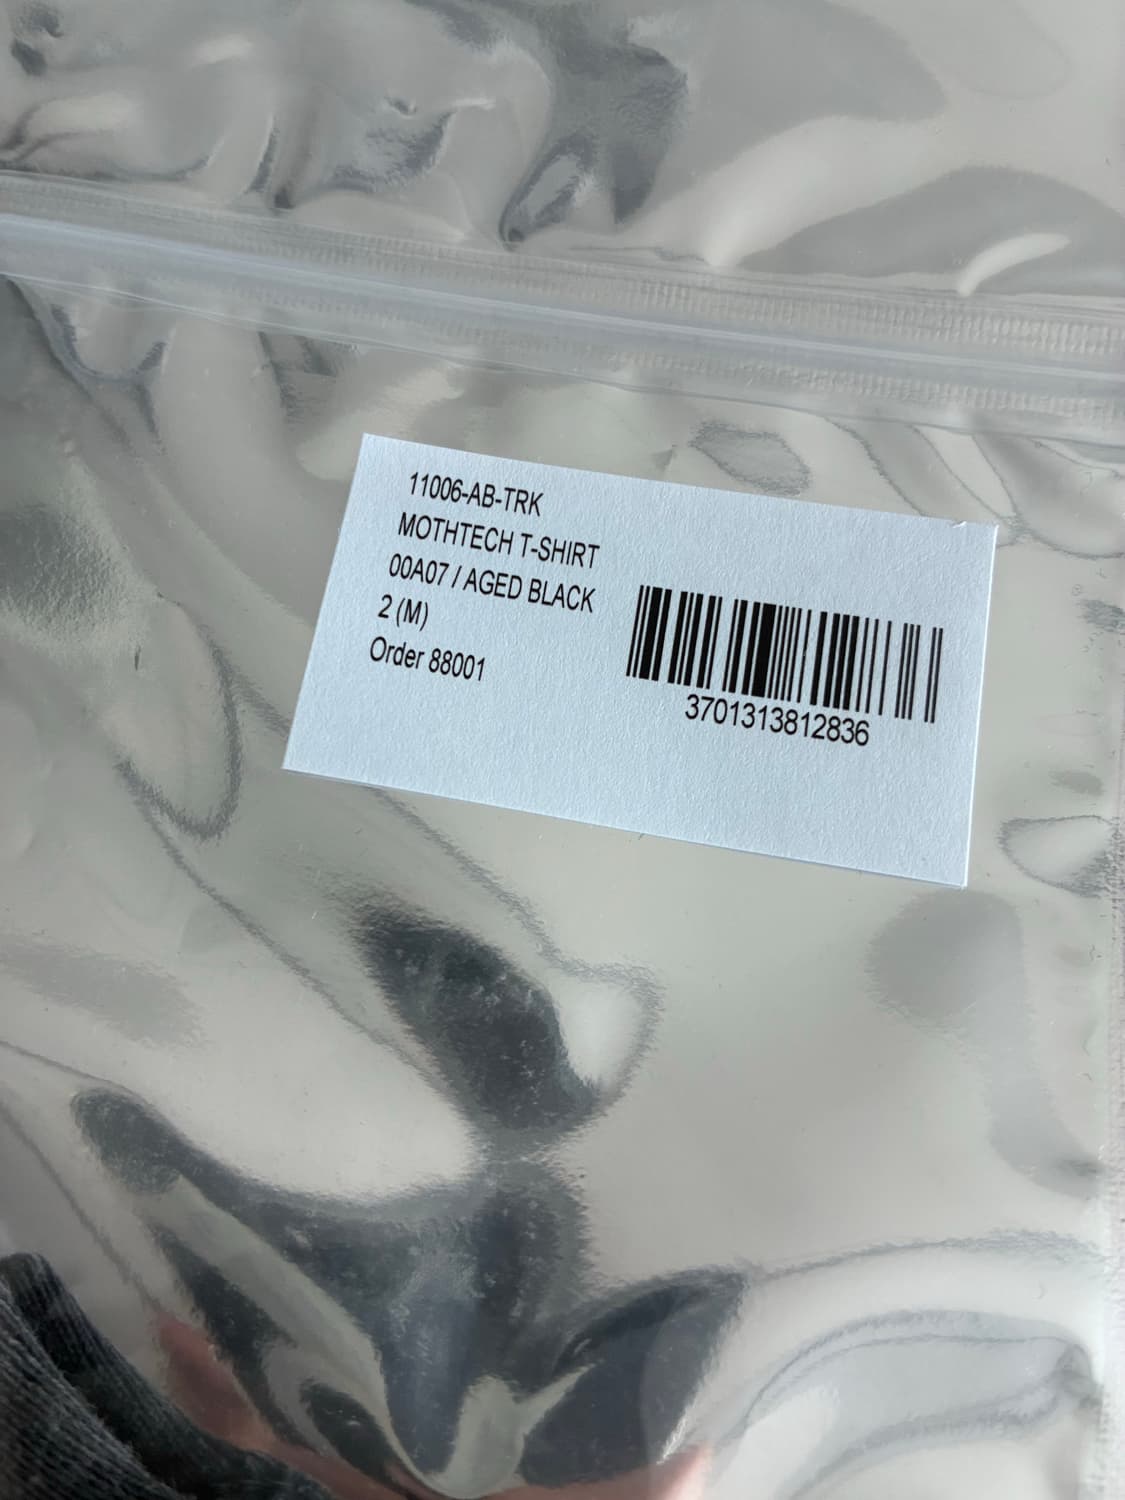 11006-AB-TRK
MOTHTECH T-SHIRT
00A07 / AGED BLACK
2 (M)
Order 88001
3701313812836